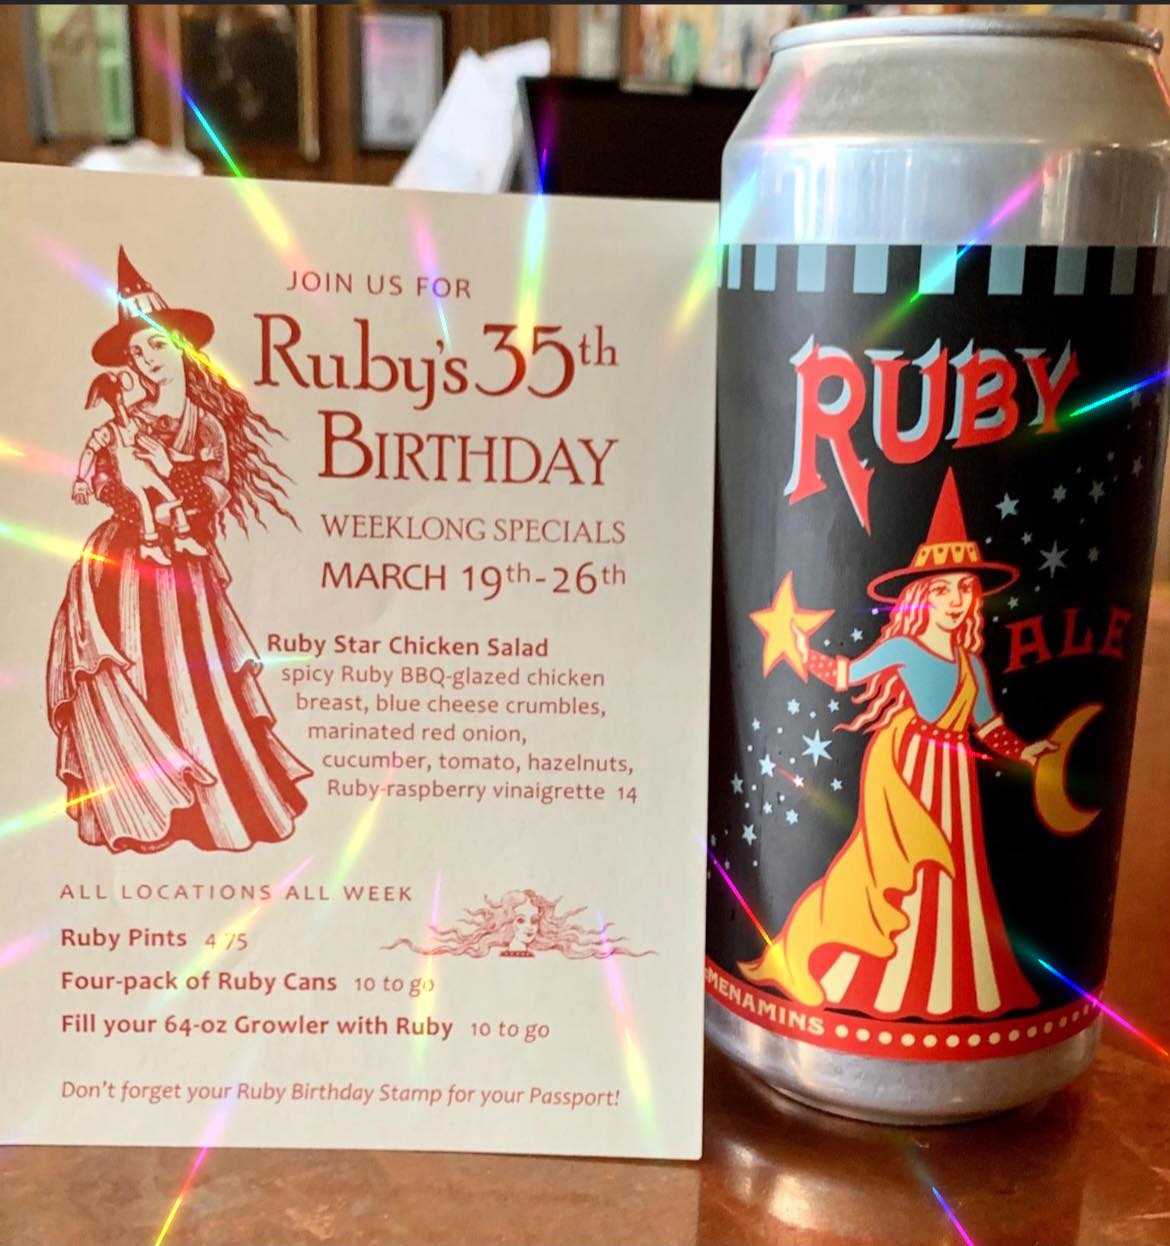 JOIN US FOR
Ruby's 35th
BIRTHDAY
WEEKLONG SPECIALS
MARCH 19th-26th
Ruby Star Chicken Salad
spicy Ruby BBQ-glazed chicken
breast, blue cheese crumbles,
marinated red onion,
cucumber, tomato, hazelnuts,
Ruby-raspberry vinaigrette 14
ALL LOCATIONS ALL WEEK
Ruby Pints 4 75
Four-pack of Ruby Cans 10 to go
Fill your 64-oz Growler with Ruby 10 to go
Don't forget your Ruby Birthday Stamp for your Passport!
RUBY
ALE
MENAMINS